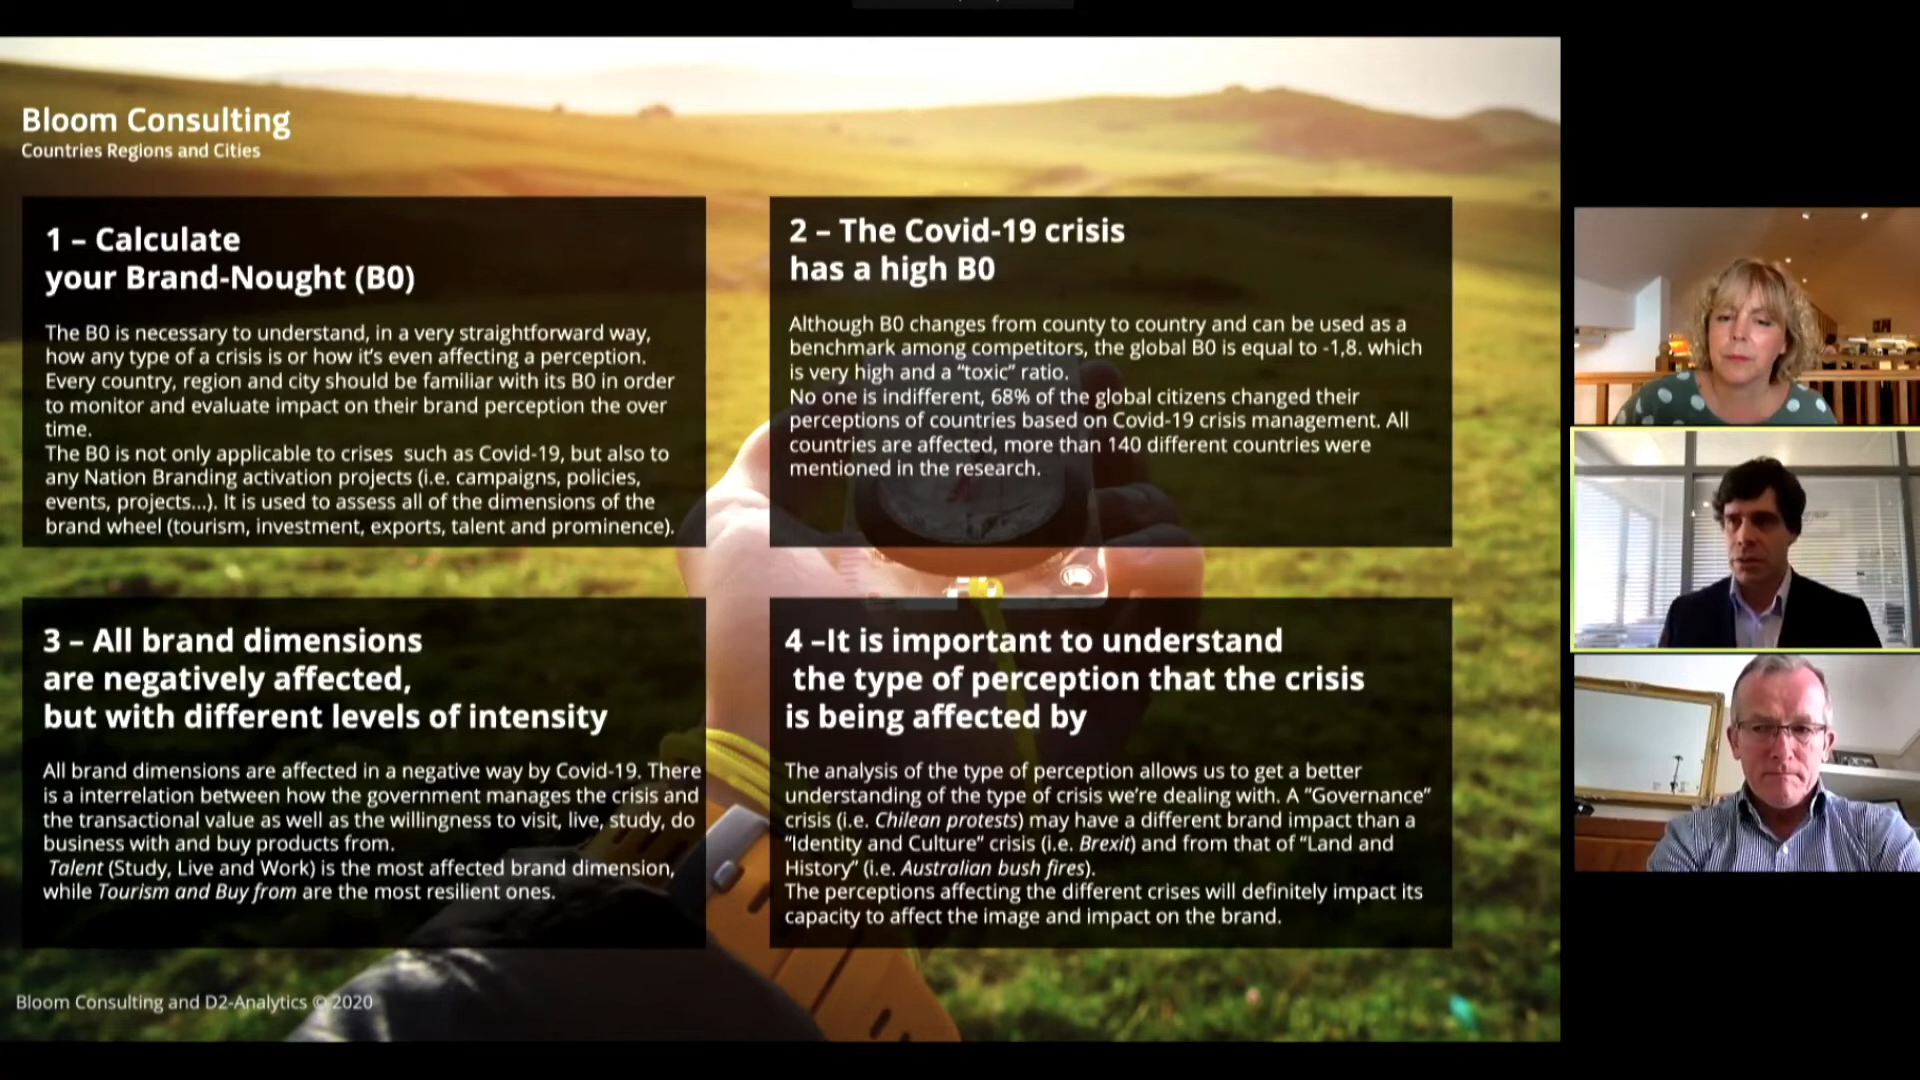 Bloom Consulting
Countries Regions and Cities
1 – Calculate
your Brand-Nought (B0)
The B0 is necessary to understand, in a very straightforward way,
how any type of a crisis is or how it's even affecting a perception.
Every country, region and city should be familiar with its B0 in order
to monitor and evaluate impact on their brand perception the over
time.
The B0 is not only applicable to crises such as Covid-19, but also to
any Nation Branding activation projects (i.e. campaigns, policies,
events, projects...). It is used to assess all of the dimensions of the
brand wheel (tourism, investment, exports, talent and prominence).
2 – The Covid-19 crisis
has a high B0
Although B0 changes from county to country and can be used as a
benchmark among competitors, the global B0 is equal to -1,8. which
is very high and a "toxic" ratio.
No one is indifferent, 68% of the global citizens changed their
perceptions of countries based on Covid-19 crisis management. All
countries are affected, more than 140 different countries were
mentioned in the research.
3 – All brand dimensions
are negatively affected,
but with different levels of intensity
All brand dimensions are affected in a negative way by Covid-19. There
is a interrelation between how the government manages the crisis and
the transactional value as well as the willingness to visit, live, study, do
business with and buy products from.
Talent (Study, Live and Work) is the most affected brand dimension,
while Tourism and Buy from are the most resilient ones.
4 –It is important to understand
the type of perception that the crisis
is being affected by
The analysis of the type of perception allows us to get a better
understanding of the type of crisis we're dealing with. A "Governance"
crisis (i.e. Chilean protests) may have a different brand impact than a
"Identity and Culture" crisis (i.e. Brexit) and from that of "Land and
History" (i.e. Australian bush fires).
The perceptions affecting the different crises will definitely impact its
capacity to affect the image and impact on the brand.
Bloom Consulting and D2-Analytics © 2020